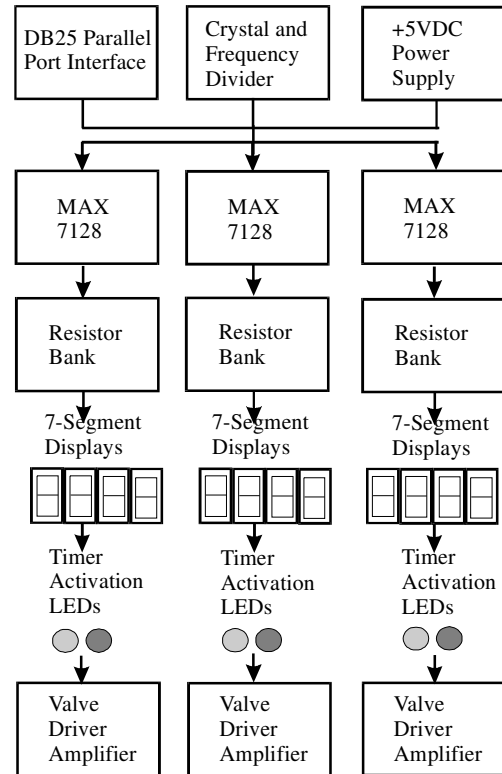 DB25 Parallel
Port Interface
Crystal and
Frequency
Divider
+5VDC
Power
Supply
MAX
7128
MAX
7128
MAX
7128
Resistor
Bank
Resistor
Bank
Resistor
Bank
7-Segment
Displays
7-Segment
Displays
7-Segment
Displays
Timer
Activation
LEDs
Timer
Activation
LEDs
Timer
Activation
LEDs
Valve
Driver
Amplifier
Valve
Driver
Amplifier
Valve
Driver
Amplifier